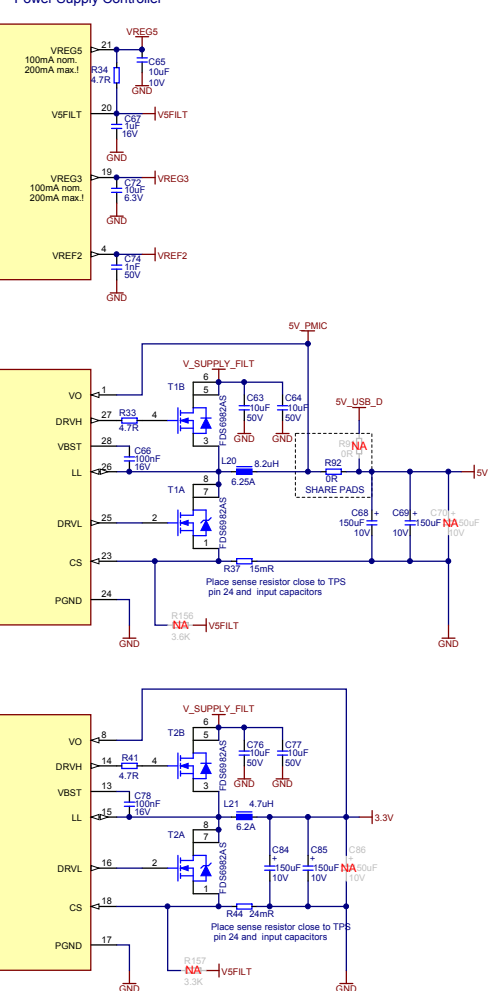 Power Supply Controller
VREG5
VREG5 21
100mA nom.
200mA max.!
R34
4.7R
C65
10uF
10V
GND
V5FILT 20 V5FILT
C67
1uF
16V
GND
VREG3 19 VREG3
100mA nom.
200mA max.!
C72
10uF
6.3V
GND
VREF2 4 VREF2
C74
1nF
50V
GND
5V_PMIC
V_SUPPLY_FILT
VO 1
DRVH 27 R33 4
4.7R
T1B 6
5
3
FDS6982AS
C63
10uF
50V
GND
C64
10uF
50V
GND
5V_USB_D
NA
0R
VBST 28
C66
100nF
16V
LL 26
L20 8.2uH
6.25A
R92
0R
SHARE PADS
5V
DRVL 25 2
T1A 8
7
1
FDS6982AS
C68 +
150uF
10V
C69 +
150uF
10V
C70
NA
10V
CS 23
R37 15mR
Place sense resistor close to TPS
pin 24 and input capacitors
PGND 24
GND
R156
NA
3.6K
V5FILT
GND
V_SUPPLY_FILT
VO 8
DRVH 14 R41 4
4.7R
T2B 6
5
3
FDS6982AS
C76
10uF
50V
GND
C77
10uF
50V
GND
VBST 13
C78
100nF
16V
LL 15
L21 4.7uH
6.2A
3.3V
DRVL 16 2
T2A 8
7
1
FDS6982AS
C84
+
150uF
10V
C85
+
150uF
10V
C86
+
NA
10V
CS 18
R44 24mR
Place sense resistor close to TPS
pin 24 and input capacitors
PGND 17
GND
R157
NA
3.3K
V5FILT
GND